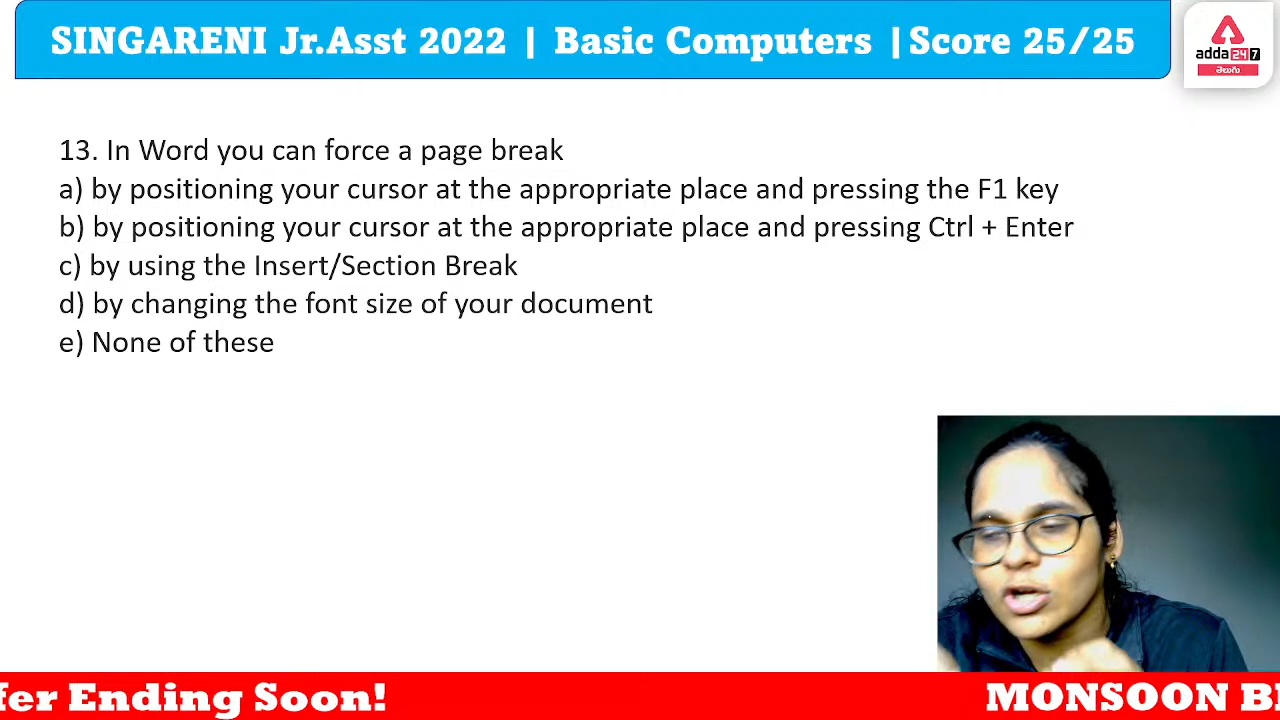 SINGARENI Jr.Asst 2022 | Basic Computers |Score 25/25
adda 24 7
తెలుగు
13. In Word you can force a page break
a) by positioning your cursor at the appropriate place and pressing the F1 key
b) by positioning your cursor at the appropriate place and pressing Ctrl + Enter
c) by using the Insert/Section Break
d) by changing the font size of your document
e) None of these
fer Ending Soon! MONSOON